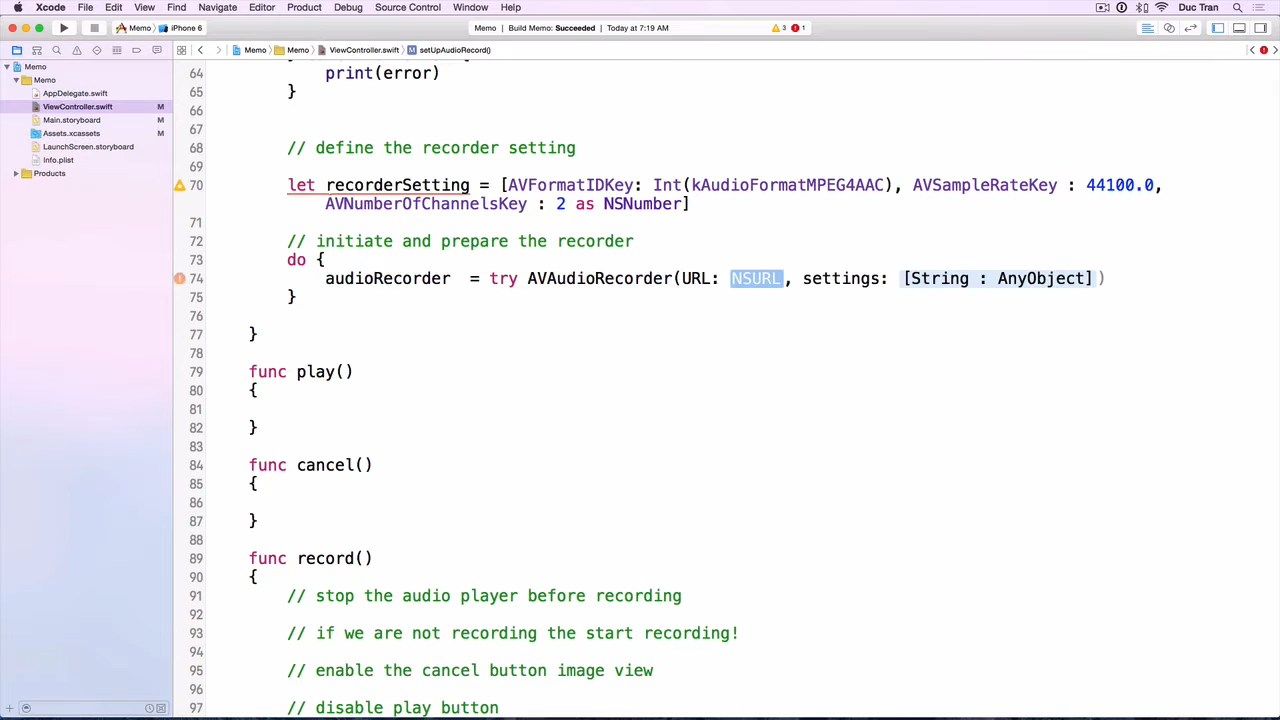 Xcode File Edit View Find Navigate Editor Product Debug Source Control Window Help Duc Tran
Memo iPhone 6 Memo Build Memo: Succeeded Today at 7:19 AM 3 1
Memo Memo ViewController.swift M setUpAudioRecord()
Memo
Memo
AppDelegate.swift
ViewController.swift M
Main.storyboard
Assets.xcassets M
LaunchScreen.storyboard
Info.plist
Products
64 print(error)
65 }
66
67
68 // define the recorder setting
69
70 let recorderSetting = [AVFormatIDKey: Int(kAudioFormatMPEG4AAC), AVSampleRateKey : 44100.0,
AVNumberOfChannelsKey : 2 as NSNumber]
71
72 // initiate and prepare the recorder
73 do {
74 audioRecorder = try AVAudioRecorder(URL: NSURL, settings: [String : AnyObject])
75 }
76
77 }
78
79 func play()
80 {
81
82 }
83
84 func cancel()
85 {
86
87 }
88
89 func record()
90 {
91 // stop the audio player before recording
92
93 // if we are not recording the start recording!
94
95 // enable the cancel button image view
96
97 // disable play button